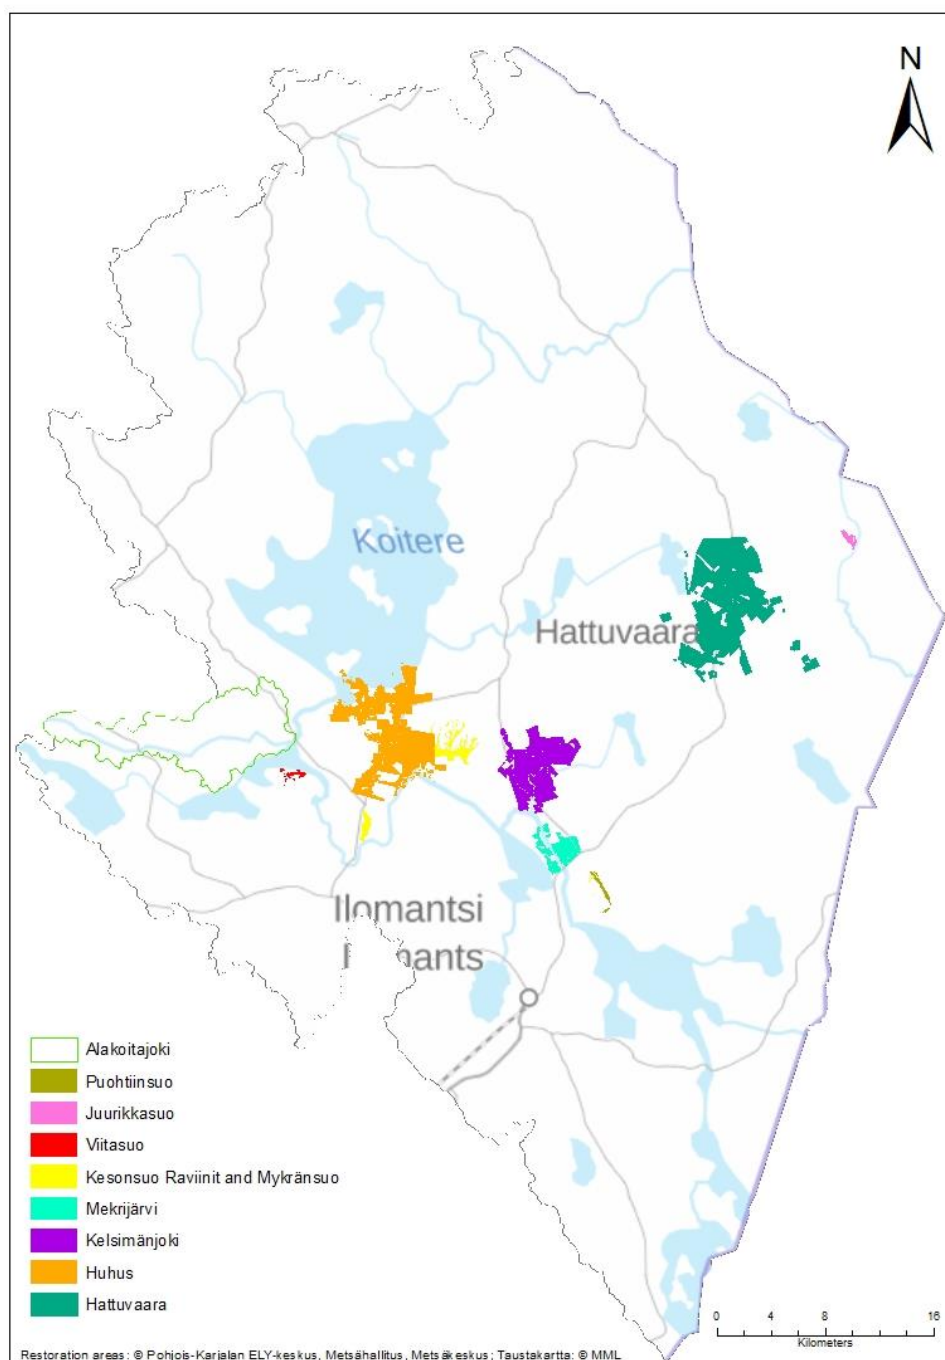 N
Koitere
Hattuvaara
Ilomantsi
mants
Alakoitajoki
Puohtiinsuo
Juurikkasuo
Viitasuo
Kesonsuo Raviinit and Mykränsuo
Mekrijärvi
Kelsimänjoki
Huhus
Hattuvaara
0 4 8 16
Kilometers
Restoration areas: © Pohjois-Karjalan ELY-keskus, Metsähallitus, Metsäkeskus; Taustakartta: © MML